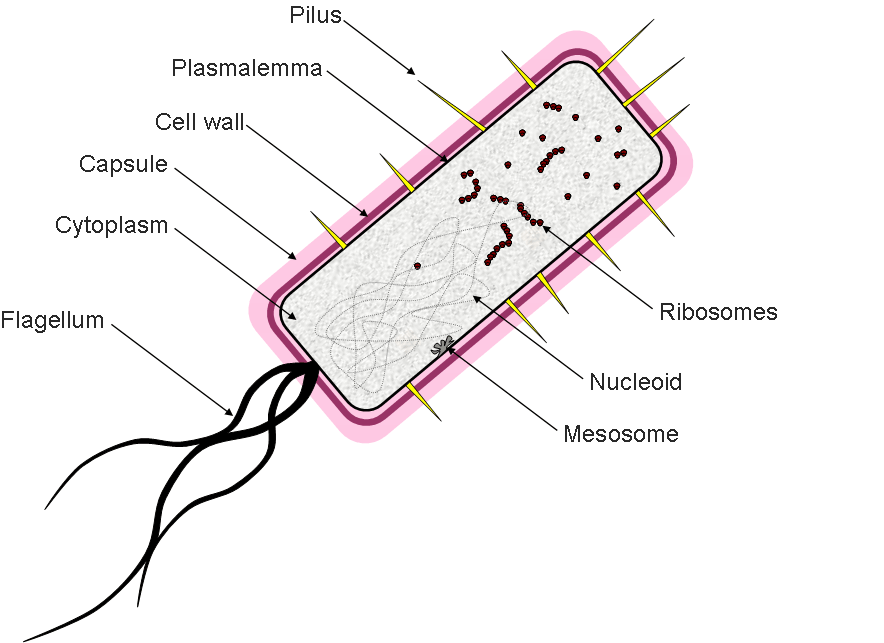 Pilus
Plasmalemma
Cell wall
Capsule
Cytoplasm
Flagellum
Ribosomes
Nucleoid
Mesosome